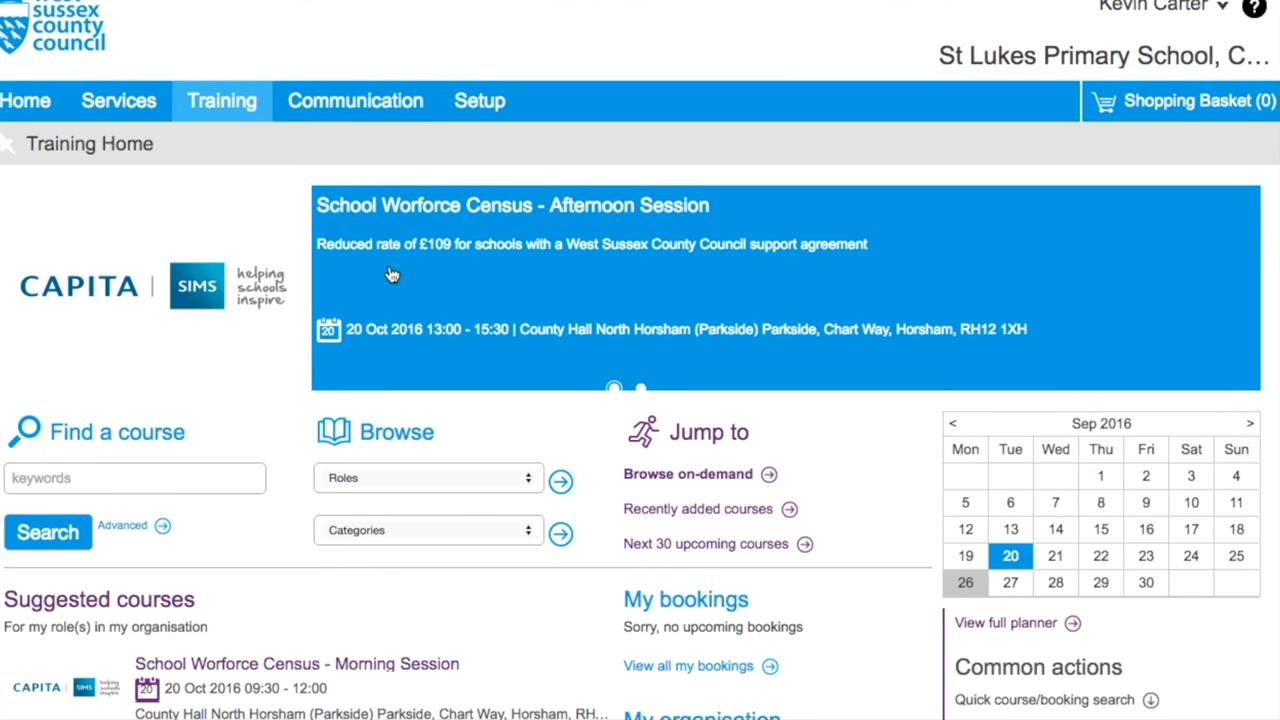 west
sussex
county
council
Kevin Carter
?
St Lukes Primary School, C...
Home Services Training Communication Setup Shopping Basket (0)
Training Home
CAPITA | SIMS helping schools inspire
School Worforce Census - Afternoon Session
Reduced rate of £109 for schools with a West Sussex County Council support agreement
20 20 Oct 2016 13:00 - 15:30 | County Hall North Horsham (Parkside) Parkside, Chart Way, Horsham, RH12 1XH
Find a course
keywords
Search Advanced
Browse
Roles
Categories
Jump to
Browse on-demand
Recently added courses
Next 30 upcoming courses
< Sep 2016 >
Mon Tue Wed Thu Fri Sat Sun
1 2 3 4
5 6 7 8 9 10 11
12 13 14 15 16 17 18
19 20 21 22 23 24 25
26 27 28 29 30
Suggested courses
For my role(s) in my organisation
CAPITA | SIMS helping schools inspire
School Worforce Census - Morning Session
20 20 Oct 2016 09:30 - 12:00
County Hall North Horsham (Parkside) Parkside, Chart Way, Horsham, RH...
My bookings
Sorry, no upcoming bookings
View all my bookings
My organisation
View full planner
Common actions
Quick course/booking search